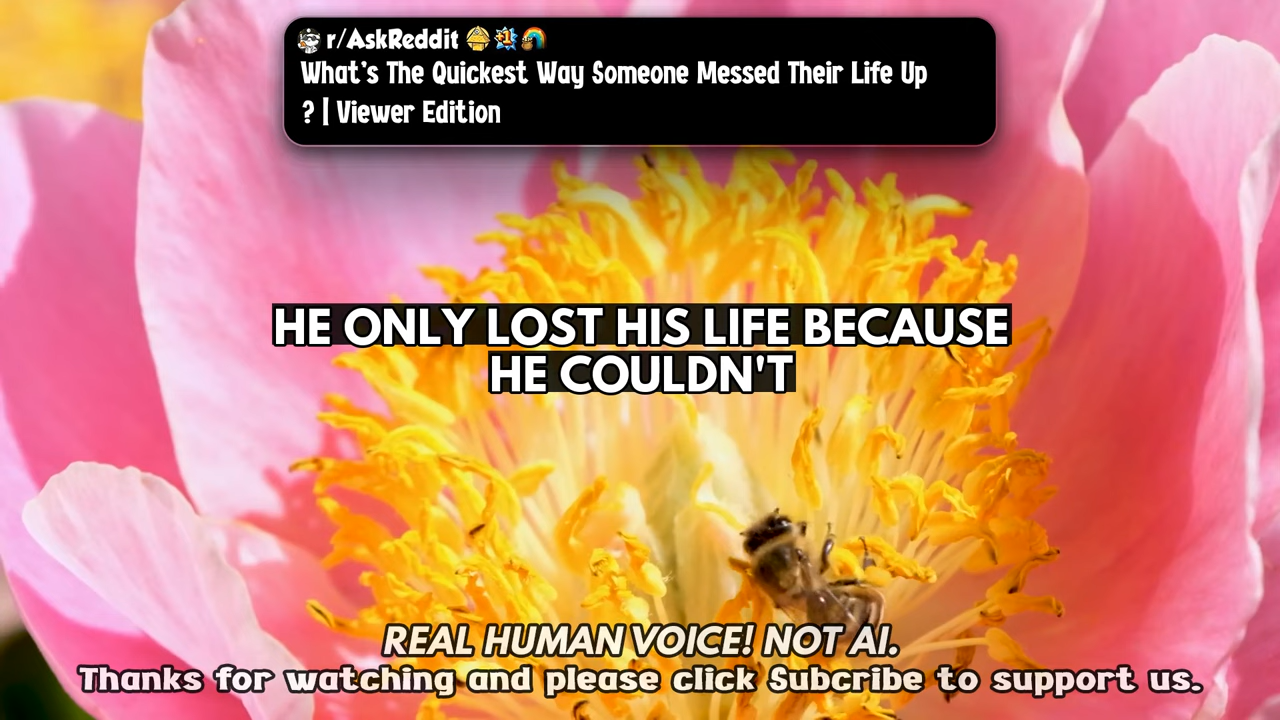 r/AskReddit
What's The Quickest Way Someone Messed Their Life Up
? | Viewer Edition
HE ONLY LOST HIS LIFE BECAUSE
HE COULDN'T
REAL HUMAN VOICE! NOT AI.
Thanks for watching and please click Subcribe to support us.